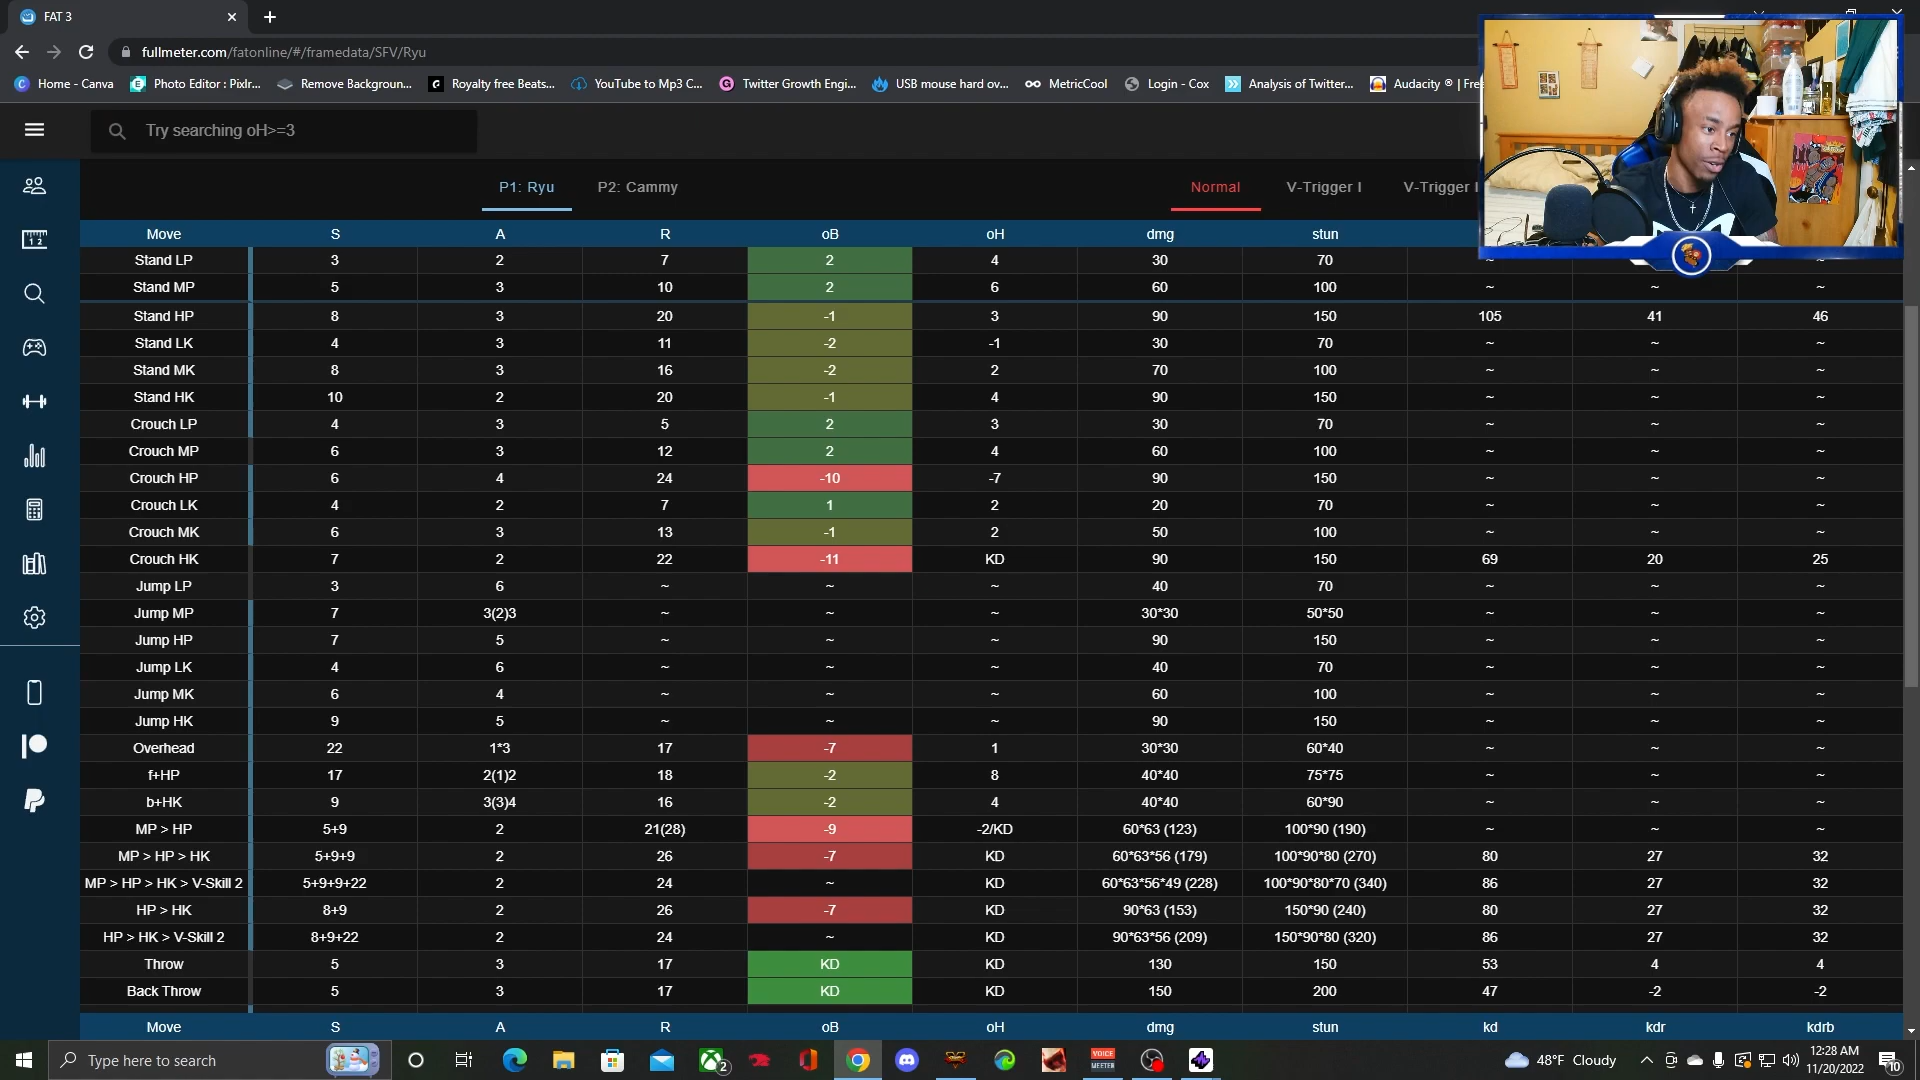 FAT 3
fullmeter.com/fatonline/#/framedata/SFV/Ryu
Home - Canva Photo Editor : Pixlr... Remove Backgroun... Royalty free Beats... YouTube to Mp3 C... Twitter Growth Engi... USB mouse hard ov... MetricCool Login - Cox Analysis of Twitter... Audacity ® | Fre
Try searching oH>=3
P1: Ryu P2: Cammy Normal V-Trigger I V-Trigger I
Move S A R oB oH dmg stun
Stand LP 3 2 7 2 4 30 70 ~ ~ ~
Stand MP 5 3 10 2 6 60 100 ~ ~ ~
Stand HP 8 3 20 -1 3 90 150 105 41 46
Stand LK 4 3 11 -2 -1 30 70 ~ ~ ~
Stand MK 8 3 16 -2 2 70 100 ~ ~ ~
Stand HK 10 2 20 -1 4 90 150 ~ ~ ~
Crouch LP 4 3 5 2 3 30 70 ~ ~ ~
Crouch MP 6 3 12 2 4 60 100 ~ ~ ~
Crouch HP 6 4 24 -10 -7 90 150 ~ ~ ~
Crouch LK 4 2 7 1 2 20 70 ~ ~ ~
Crouch MK 6 3 13 -1 2 50 100 ~ ~ ~
Crouch HK 7 2 22 -11 KD 90 150 69 20 25
Jump LP 3 6 ~ ~ ~ 40 70 ~ ~ ~
Jump MP 7 3(2)3 ~ ~ ~ 30*30 50*50 ~ ~ ~
Jump HP 7 5 ~ ~ ~ 90 150 ~ ~ ~
Jump LK 4 6 ~ ~ ~ 40 70 ~ ~ ~
Jump MK 6 4 ~ ~ ~ 60 100 ~ ~ ~
Jump HK 9 5 ~ ~ ~ 90 150 ~ ~ ~
Overhead 22 1*3 17 -7 1 30*30 60*40 ~ ~ ~
f+HP 17 2(1)2 18 -2 8 40*40 75*75 ~ ~ ~
b+HK 9 3(3)4 16 -2 4 40*40 60*90 ~ ~ ~
MP > HP 5+9 2 21(28) -9 -2/KD 60*63 (123) 100*90 (190) ~ ~ ~
MP > HP > HK 5+9+9 2 26 -7 KD 60*63*56 (179) 100*90*80 (270) 80 27 32
MP > HP > HK > V-Skill 2 5+9+9+22 2 24 ~ KD 60*63*56*49 (228) 100*90*80*70 (340) 86 27 32
HP > HK 8+9 2 26 -7 KD 90*63 (153) 150*90 (240) 80 27 32
HP > HK > V-Skill 2 8+9+22 2 24 ~ KD 90*63*56 (209) 150*90*80 (320) 86 27 32
Throw 5 3 17 KD KD 130 150 53 4 4
Back Throw 5 3 17 KD KD 150 200 47 -2 -2
Move S A R oB oH dmg stun kd kdr kdrb
Type here to search
2
VOICE
MEETER
48°F Cloudy
12:28 AM
11/20/2022
10